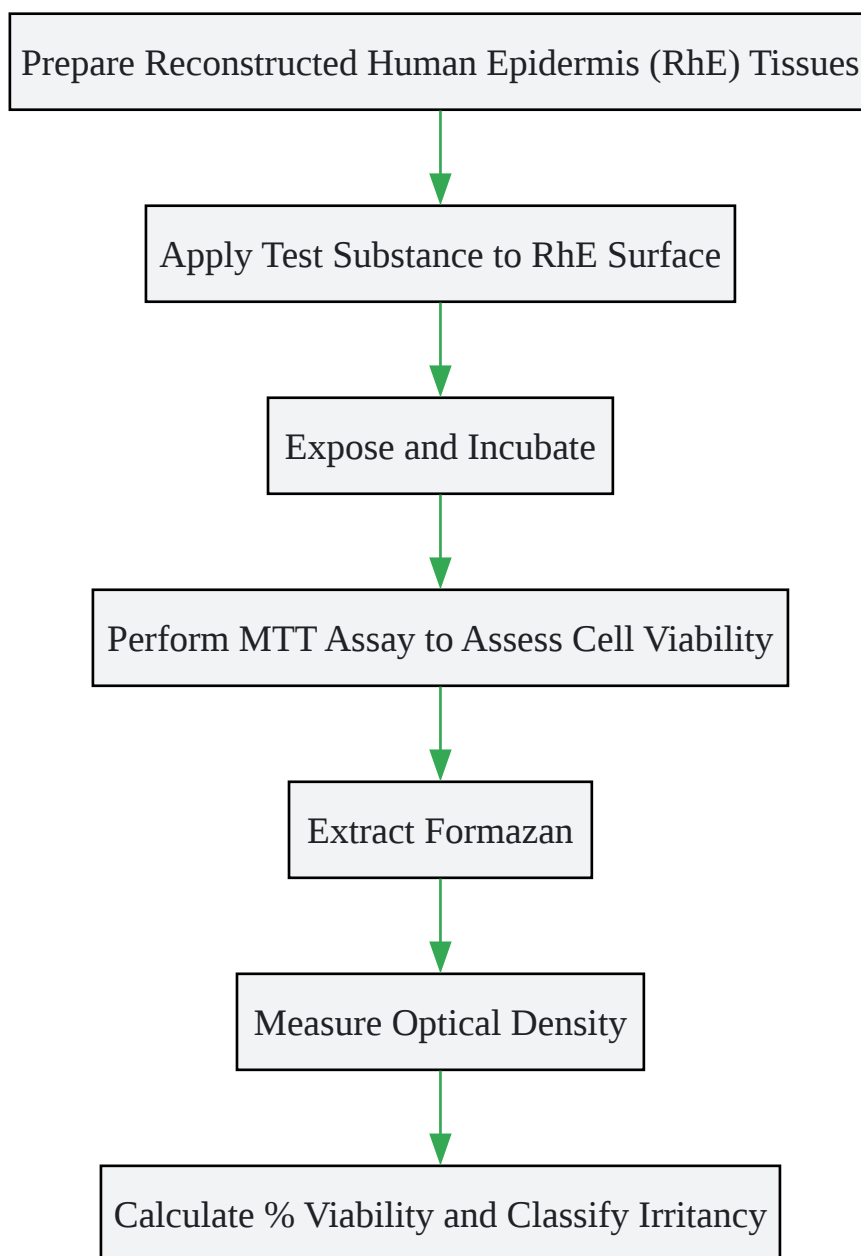 Prepare Reconstructed Human Epidermis (RhE) Tissues
Apply Test Substance to RhE Surface
Expose and Incubate
Perform MTT Assay to Assess Cell Viability
Extract Formazan
Measure Optical Density
Calculate % Viability and Classify Irritancy